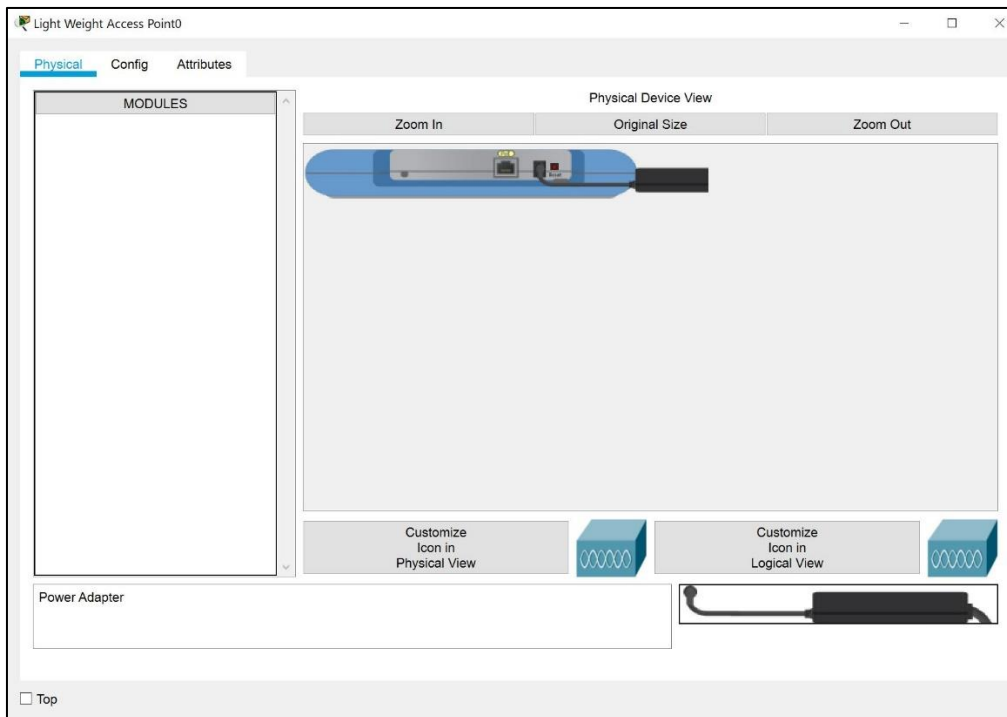 Light Weight Access Point0
Physical Config Attributes
MODULES
Physical Device View
Zoom In Original Size Zoom Out
Reset
Customize
Icon in
Physical View
Customize
Icon in
Logical View
Power Adapter
Top